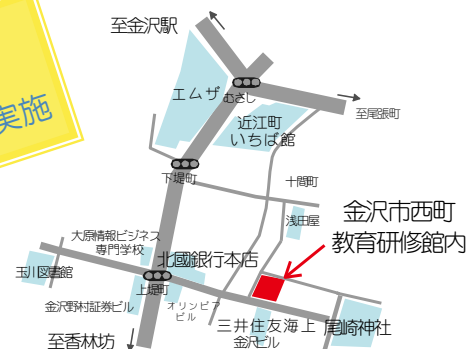 至金沢駅
実施
エムザ
むさし
至尾張町
近江町
いちば館
下堤町
十間町
浅田屋
金沢市西町
教育研修館内
大原情報ビジネス
専門学校
北國銀行本店
玉川図書館
上堤町
オリンピア
ビル
金沢野村証券ビル
三井住友海上
金沢ビル
尾崎神社
至香林坊